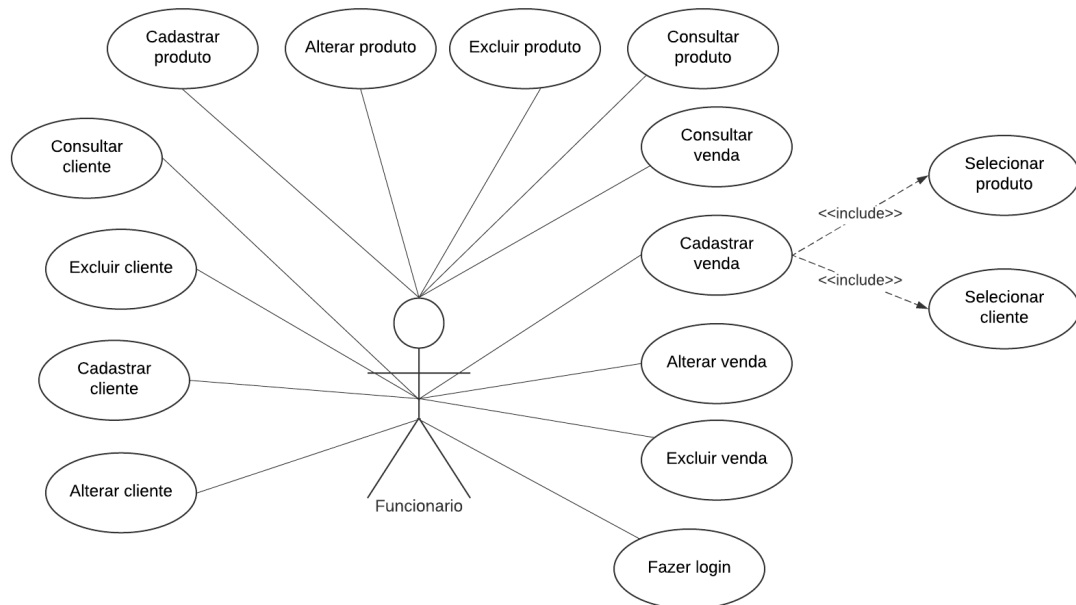 Cadastrar
produto
Alterar produto
Excluir produto
Consultar
produto
Consultar
cliente
Consultar
venda
Selecionar
produto
<<include>>
Excluir cliente
Cadastrar
venda
<<include>>
Selecionar
cliente
Cadastrar
cliente
Alterar venda
Excluir venda
Alterar cliente
Funcionario
Fazer login